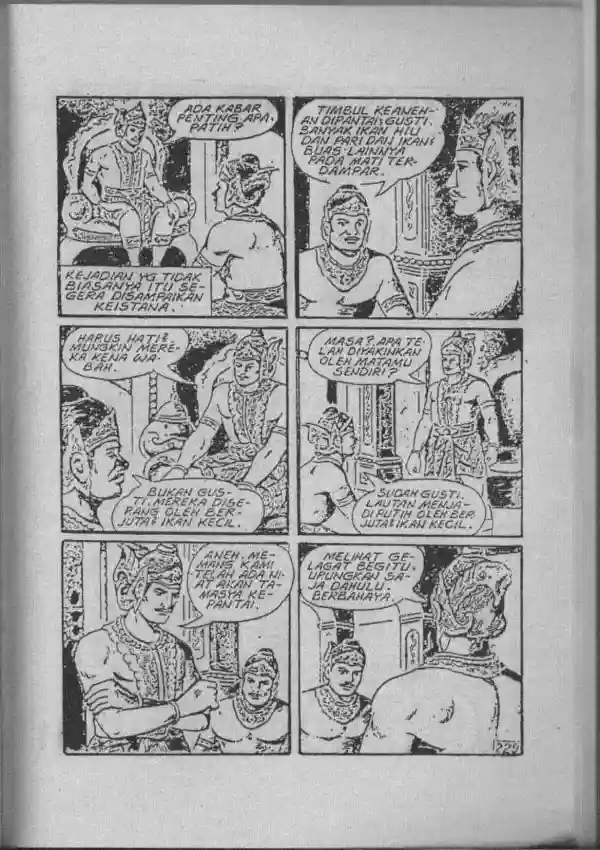 ADA KABAR
PENTING APA,
PATIH?
KEJADIAN YG TIDAK
BIASANYA ITU SE-
GERA DISAMPAIKAN
KEISTANA.
TIMBUL KEANEH-
AN DIPANTAI, GUSTI.
BANYAK IKAN HIU
DAN PARI DAN IKAN²
BUAS LAINNYA
PADA MATI TER-
DAMPAR.
HARUS HATI²
MUNGKIN MERE-
KA KENA WA-
BAH.
BUKAN GUS-
TI. MEREKA DISE-
RANG OLEH BER-
JUTA² IKAN KECIL.
MASA? APA TE-
LAH DIYAKINKAN
OLEH MATAMU
SENDIRI?
SUDAH GUSTI.
LAUTAN MENJA-
DI PUTIH OLEH BER
JUTA² IKAN KECIL.
ANEH. ME-
MANG KAMI
TELAH ADA NI-
AT AKAN TA-
MASYA KE-
PANTAI.
MELIHAT GE-
LAGAT BEGITU,
UPUNGKAN SA-
JA DAHULU.
BERBAHAYA.